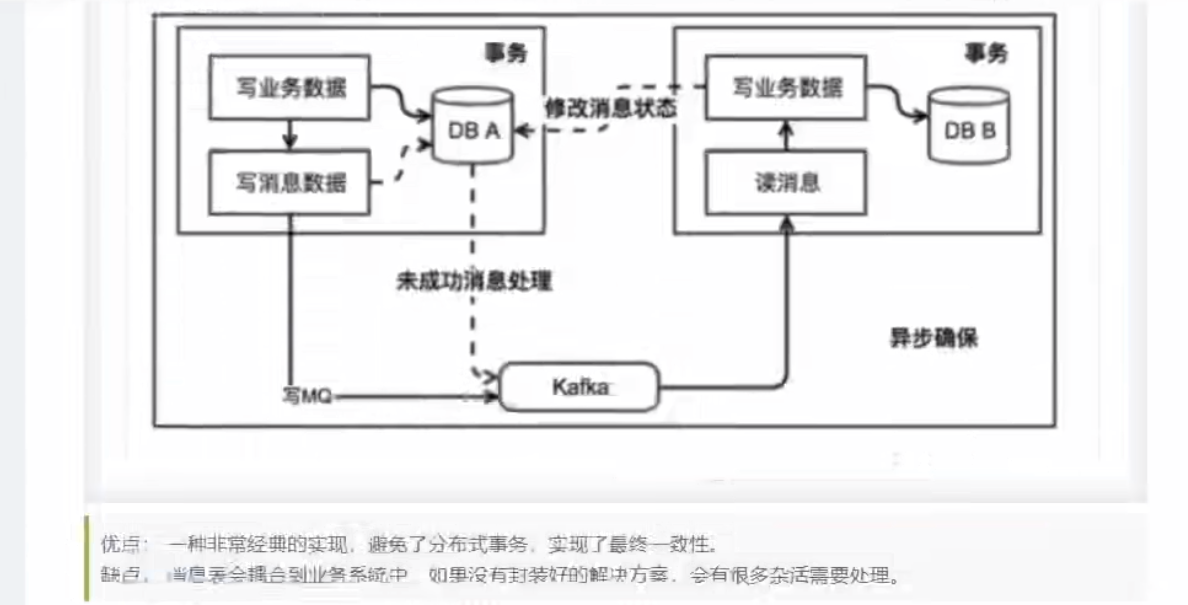 事务
事务
写业务数据
写业务数据
修改消息状态
DB A
DB B
写消息数据
读消息
未成功消息处理
异步确保
Kafka
写MQ
优点： 一种非常经典的实现，避免了分布式事务，实现了最终一致性。
缺点， 息表会耦合到业务系统中 如果没有封装好的解决方案，会有很多杂活需要处理。